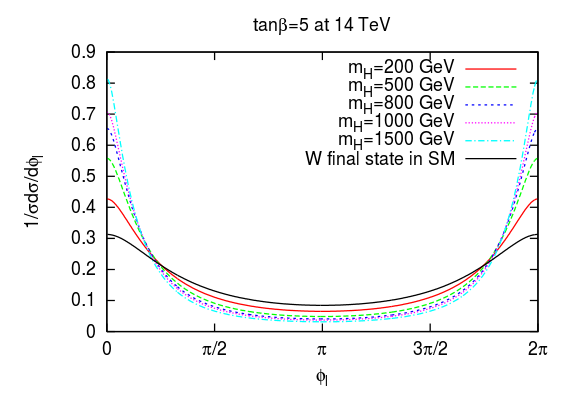 tanβ=5 at 14 TeV
1/σdσ/dϕl
0.9
0.8
0.7
0.6
0.5
0.4
0.3
0.2
0.1
0
mH=200 GeV
mH=500 GeV
mH=800 GeV
mH=1000 GeV
mH=1500 GeV
W final state in SM
0 π/2 π 3π/2 2π
ϕl